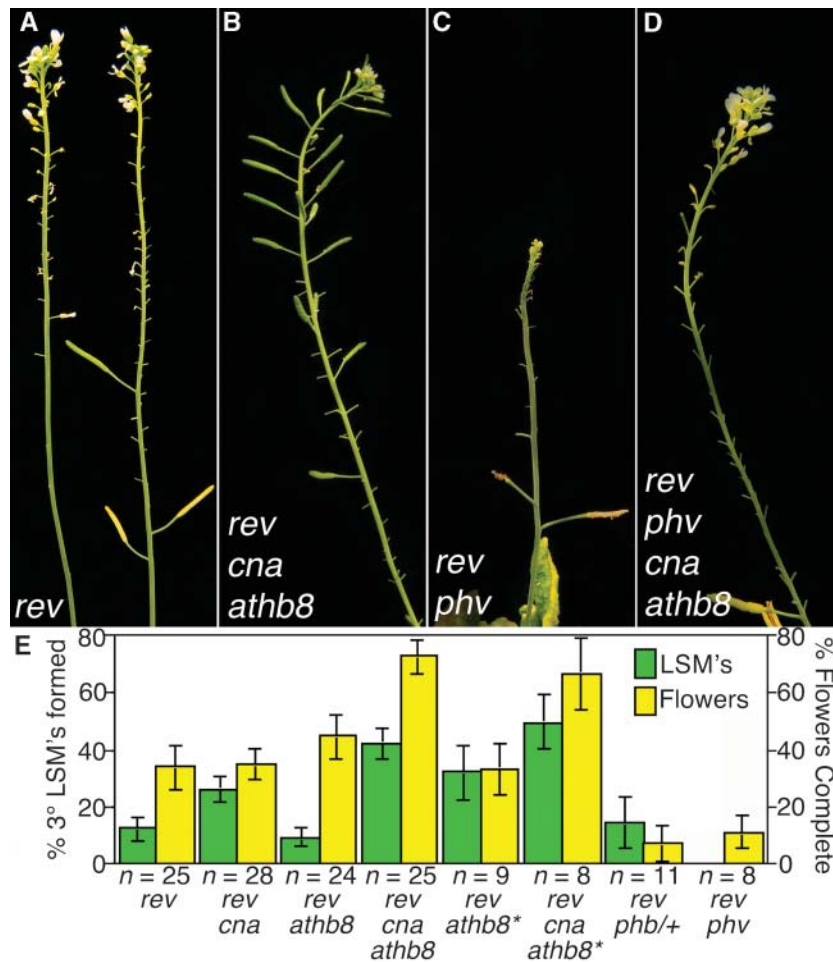 A
B
C
D
rev
rev
cna
athb8
rev
phv
rev
phv
cna
athb8
E
80
60
40
20
0
% 3° LSM's formed
LSM's
Flowers
80
60
40
20
0
% Flowers Complete
n = 25
rev
n = 28
rev
cna
n = 24
rev
athb8
n = 25
rev
cna
athb8
n = 9
rev
athb8*
n = 8
rev
cna
athb8*
n = 11
rev
phb/+
n = 8
rev
phv